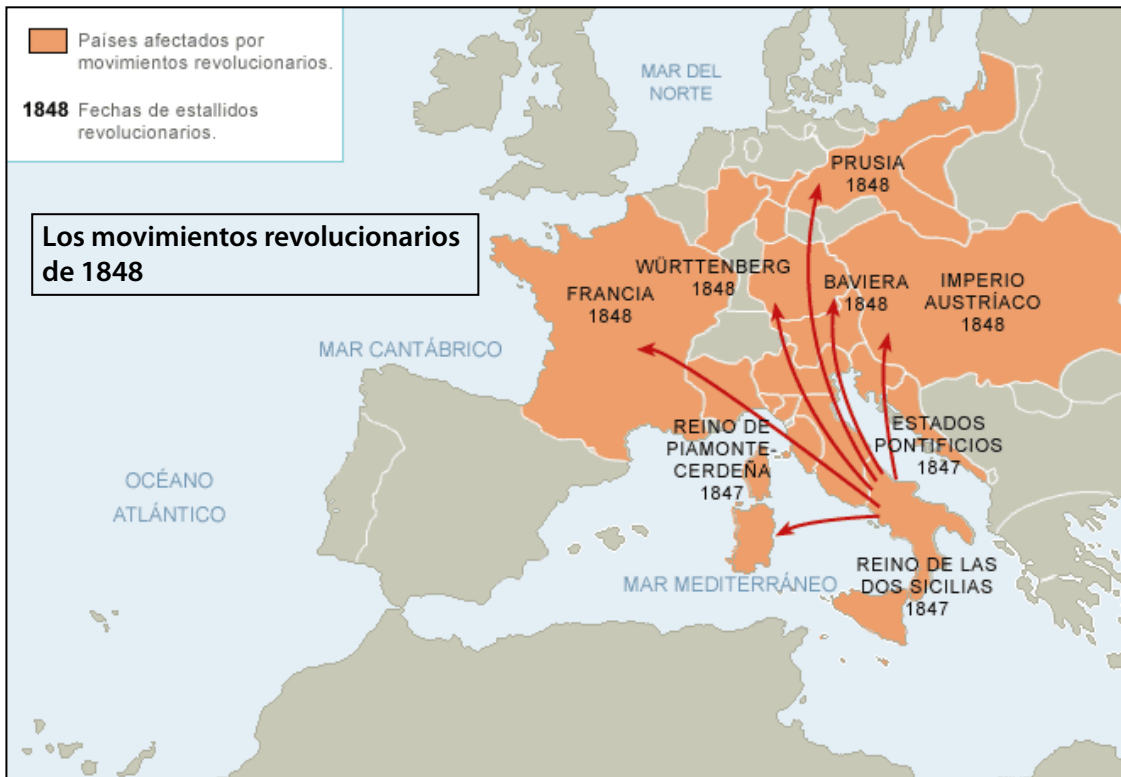 Países afectados por
movimientos revolucionarios.
1848 Fechas de estallidos
revolucionarios.
Los movimientos revolucionarios
de 1848
MAR DEL
NORTE
PRUSIA
1848
WÜRTTENBERG
1848
BAVIERA
1848
IMPERIO
AUSTRÍACO
1848
FRANCIA
1848
MAR CANTÁBRICO
REINO DE
PIAMONTE-
CERDEÑA
1847
ESTADOS
PONTIFICIOS
1847
OCÉANO
ATLÁNTICO
MAR MEDITERRÁNEO
REINO DE LAS
DOS SICILIAS
1847